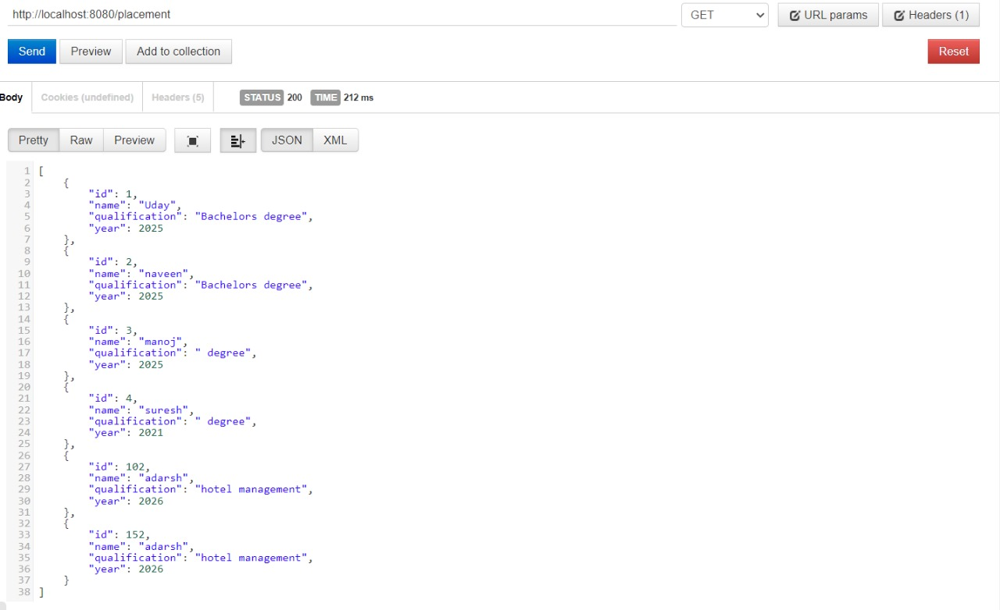 http://localhost:8080/placement GET URL params Headers (1)
Send Preview Add to collection Reset
Body Cookies (undefined) Headers (5) STATUS 200 TIME 212 ms
Pretty Raw Preview JSON XML
1 [
2 {
3 "id": 1,
4 "name": "Uday",
5 "qualification": "Bachelors degree",
6 "year": 2025
7 },
8 {
9 "id": 2,
10 "name": "naveen",
11 "qualification": "Bachelors degree",
12 "year": 2025
13 },
14 {
15 "id": 3,
16 "name": "manoj",
17 "qualification": " degree",
18 "year": 2025
19 },
20 {
21 "id": 4,
22 "name": "suresh",
23 "qualification": " degree",
24 "year": 2021
25 },
26 {
27 "id": 102,
28 "name": "adarsh",
29 "qualification": "hotel management",
30 "year": 2026
31 },
32 {
33 "id": 152,
34 "name": "adarsh",
35 "qualification": "hotel management",
36 "year": 2026
37 }
38 ]